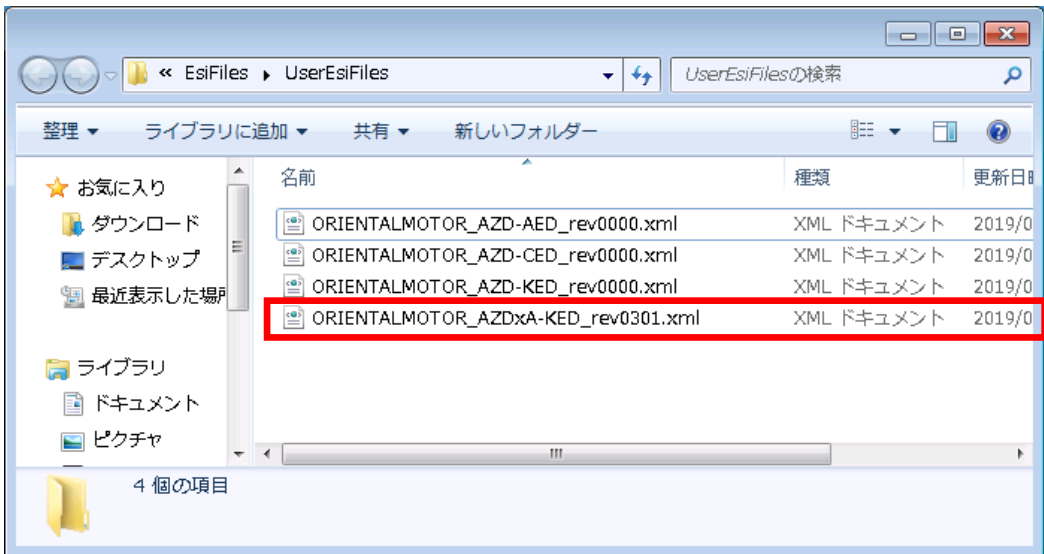 « EsiFiles ▸ UserEsiFiles
UserEsiFilesの検索
整理 ▼ ライブラリに追加 ▼ 共有 ▼ 新しいフォルダー
お気に入り
ダウンロード
デスクトップ
最近表示した場所
ライブラリ
ドキュメント
ピクチャ
名前 種類 更新日
ORIENTALMOTOR_AZD-AED_rev0000.xml XML ドキュメント 2019/0
ORIENTALMOTOR_AZD-CED_rev0000.xml XML ドキュメント 2019/0
ORIENTALMOTOR_AZD-KED_rev0000.xml XML ドキュメント 2019/0
ORIENTALMOTOR_AZDxA-KED_rev0301.xml XML ドキュメント 2019/0
4 個の項目